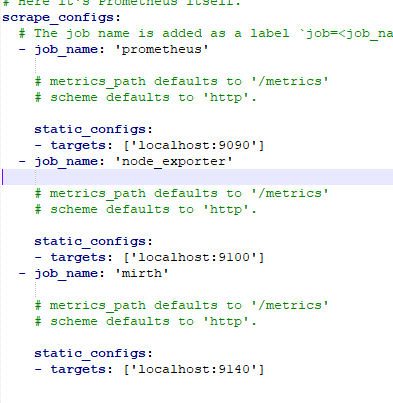 # Here it's Prometheus itself.
scrape_configs:
# The job name is added as a label `job=<job_na
- job_name: 'prometheus'
# metrics_path defaults to '/metrics'
# scheme defaults to 'http'.
static_configs:
- targets: ['localhost:9090']
- job_name: 'node_exporter'
# metrics_path defaults to '/metrics'
# scheme defaults to 'http'.
static_configs:
- targets: ['localhost:9100']
- job_name: 'mirth'
# metrics_path defaults to '/metrics'
# scheme defaults to 'http'.
static_configs:
- targets: ['localhost:9140']